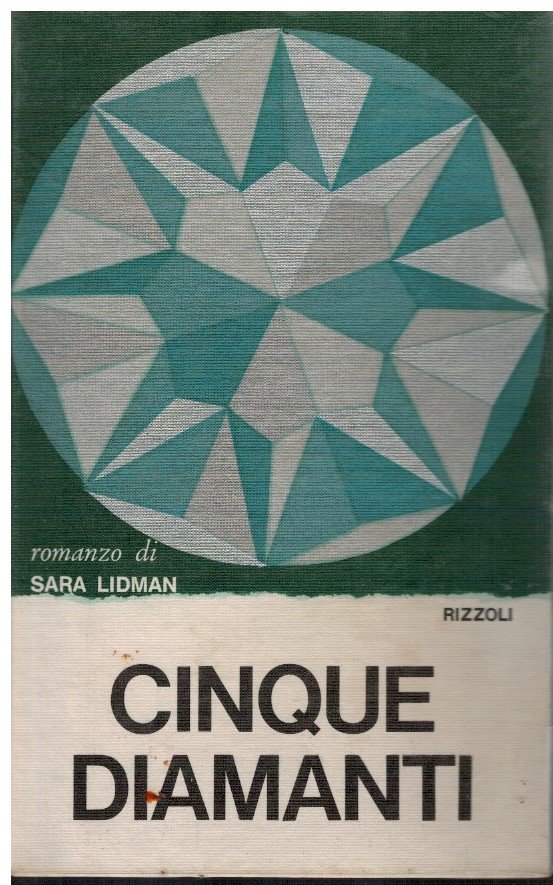 romanzo di
SARA LIDMAN
RIZZOLI
CINQUE
DIAMANTI